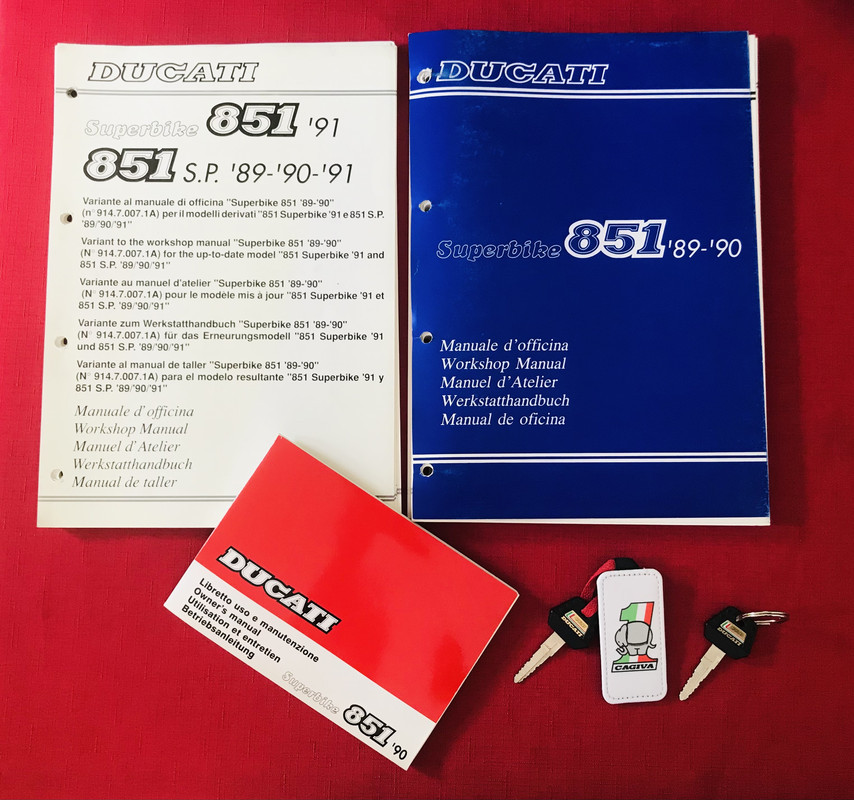 DUCATI
Superbike 851 '91
851 S.P. '89-'90-'91
Variante al manuale di officina "Superbike 851 '89-'90"
(n° 914.7.007.1A) per il modelli derivati "851 Superbike '91 e 851 S.P.
'89/'90/'91"
Variant to the workshop manual "Superbike 851 '89-'90"
(N° 914.7.007.1A) for the up-to-date model "851 Superbike '91 and
851 S.P. '89/'90/'91"
Variante au manuel d'atelier "Superbike 851 '89-'90"
(N° 914.7.007.1A) pour le modèle mis à jour "851 Superbike '91 et
851 S.P. '89/'90/'91"
Variante zum Werkstatthandbuch "Superbike 851 '89-'90"
(N° 914.7.007.1A) für das Erneurungsmodell "851 Superbike '91
und 851 S.P. '89/'90/'91"
Variante al manual de taller "Superbike 851 '89-'90"
(N° 914.7.007.1A) para el modelo resultante "851 Superbike '91 y
851 S.P. '89/'90/'91"
Manuale d'officina
Workshop Manual
Manuel d'Atelier
Werkstatthandbuch
Manual de taller
DUCATI
Superbike 851 '89-'90
Manuale d'officina
Workshop Manual
Manuel d'Atelier
Werkstatthandbuch
Manual de oficina
DUCATI
Libretto uso e manutenzione
Owner's manual
Utilisation et entretien
Betriebsanleitung
Superbike 851 '90
DUCATI
1
CAGIVA
DUCATI